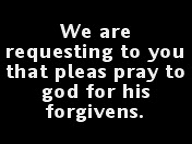 We are
requesting to you
that pleas pray to
god for his
forgivens.